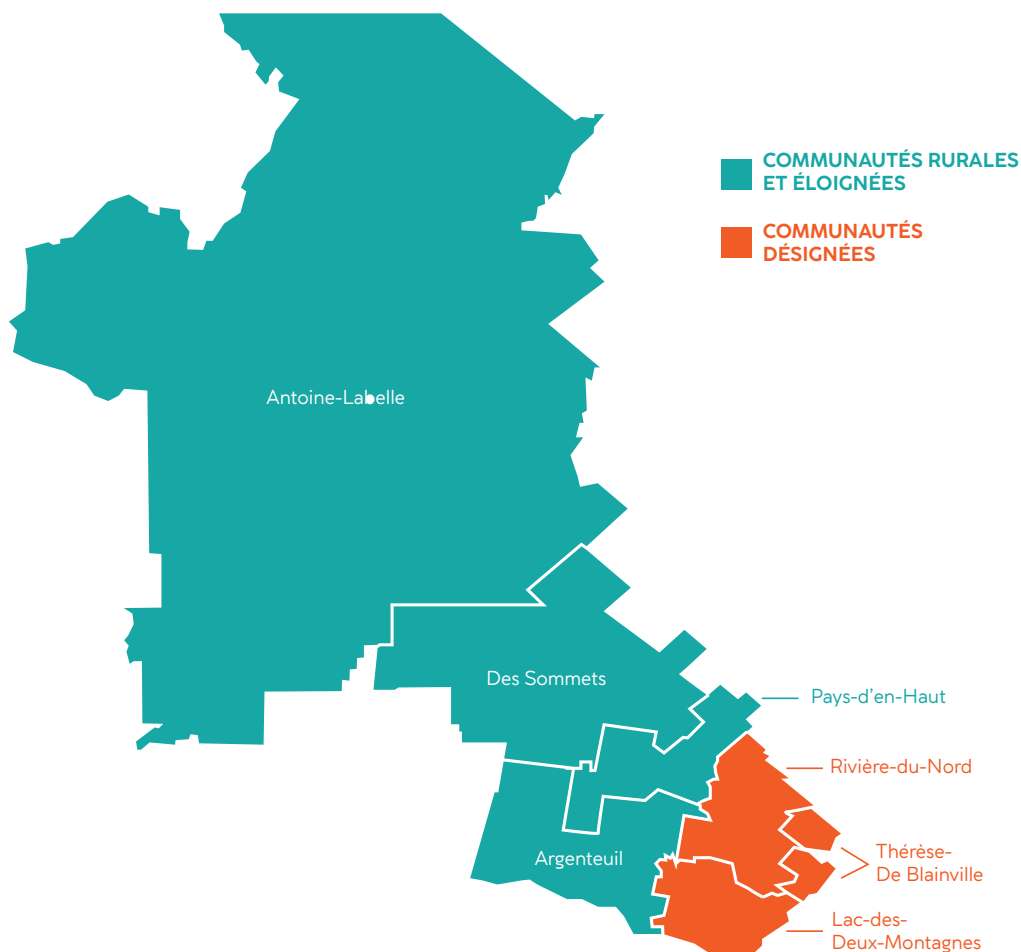 COMMUNAUTÉS RURALES
ET ÉLOIGNÉES
COMMUNAUTÉS
DÉSIGNÉES
Antoine-Labelle
Des Sommets
Pays-d'en-Haut
Rivière-du-Nord
Argenteuil
Thérèse-
De Blainville
Lac-des-
Deux-Montagnes